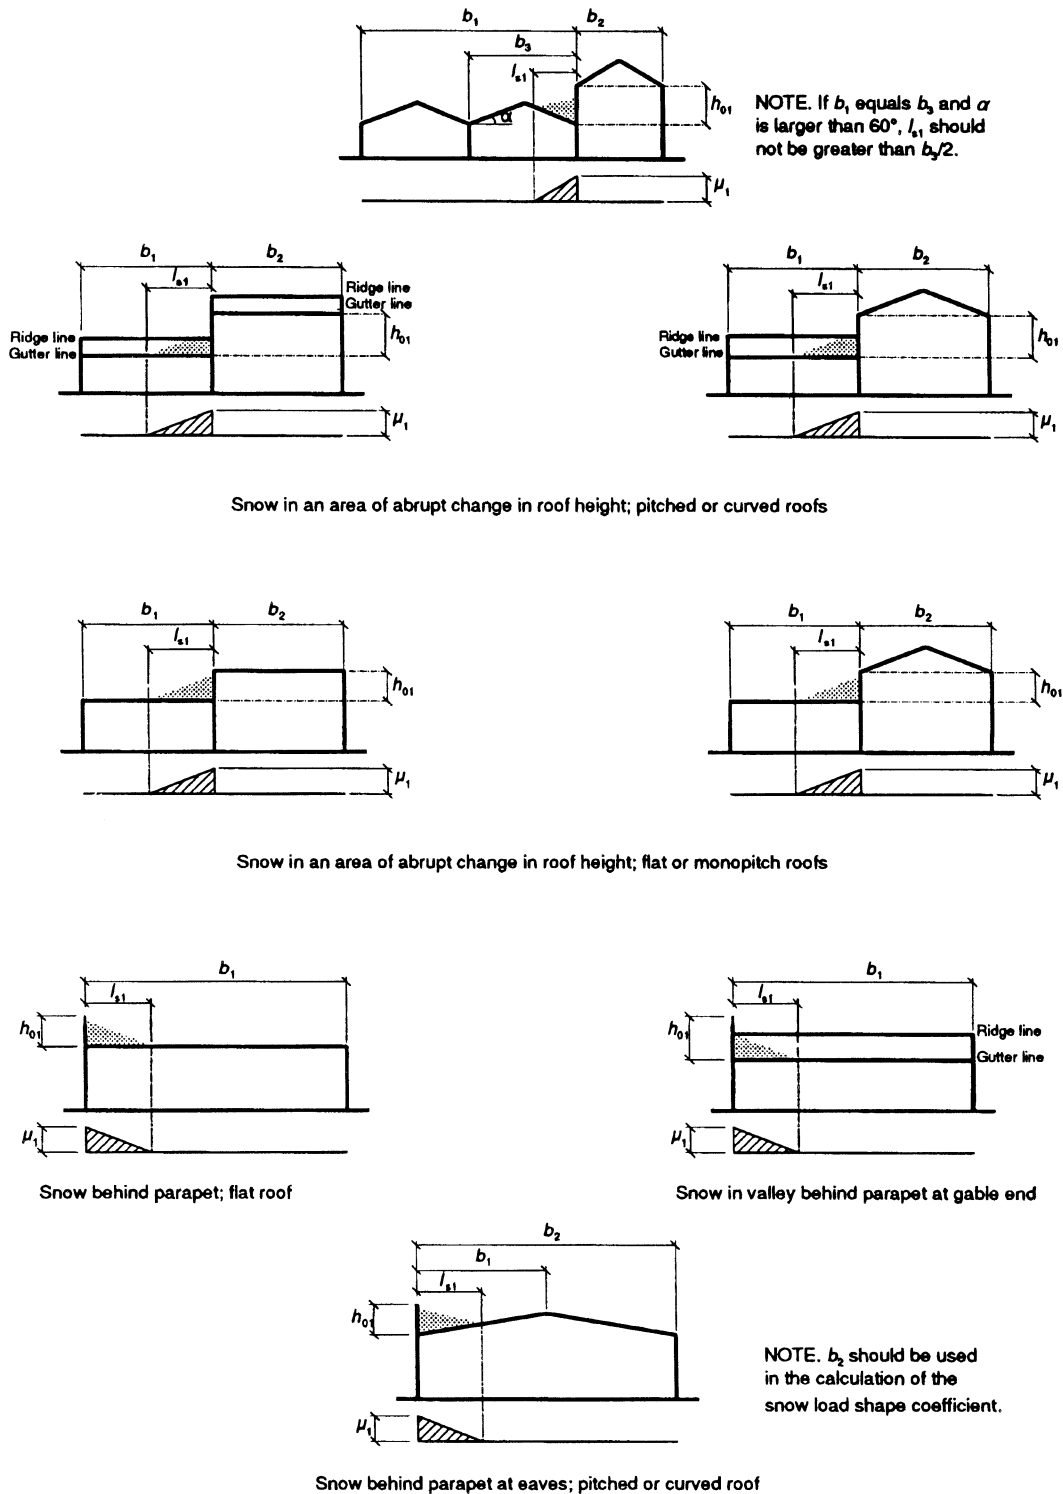 b₁ b₂
b₃
lₛ₁
h₀₁
α
μ₁
NOTE. If b₁ equals b₃ and α
is larger than 60°, lₛ₁ should
not be greater than b₃/2.
b₁ b₂
lₛ₁
Ridge line
Gutter line
Ridge line
Gutter line
h₀₁
μ₁
b₁ b₂
lₛ₁
Ridge line
Gutter line
h₀₁
μ₁
Snow in an area of abrupt change in roof height; pitched or curved roofs
b₁ b₂
lₛ₁
h₀₁
μ₁
b₁ b₂
lₛ₁
h₀₁
μ₁
Snow in an area of abrupt change in roof height; flat or monopitch roofs
b₁
lₛ₁
h₀₁
μ₁
Snow behind parapet; flat roof
b₁
lₛ₁
h₀₁
Ridge line
Gutter line
μ₁
Snow in valley behind parapet at gable end
b₂
b₁
lₛ₁
h₀₁
μ₁
NOTE. b₂ should be used
in the calculation of the
snow load shape coefficient.
Snow behind parapet at eaves; pitched or curved roof